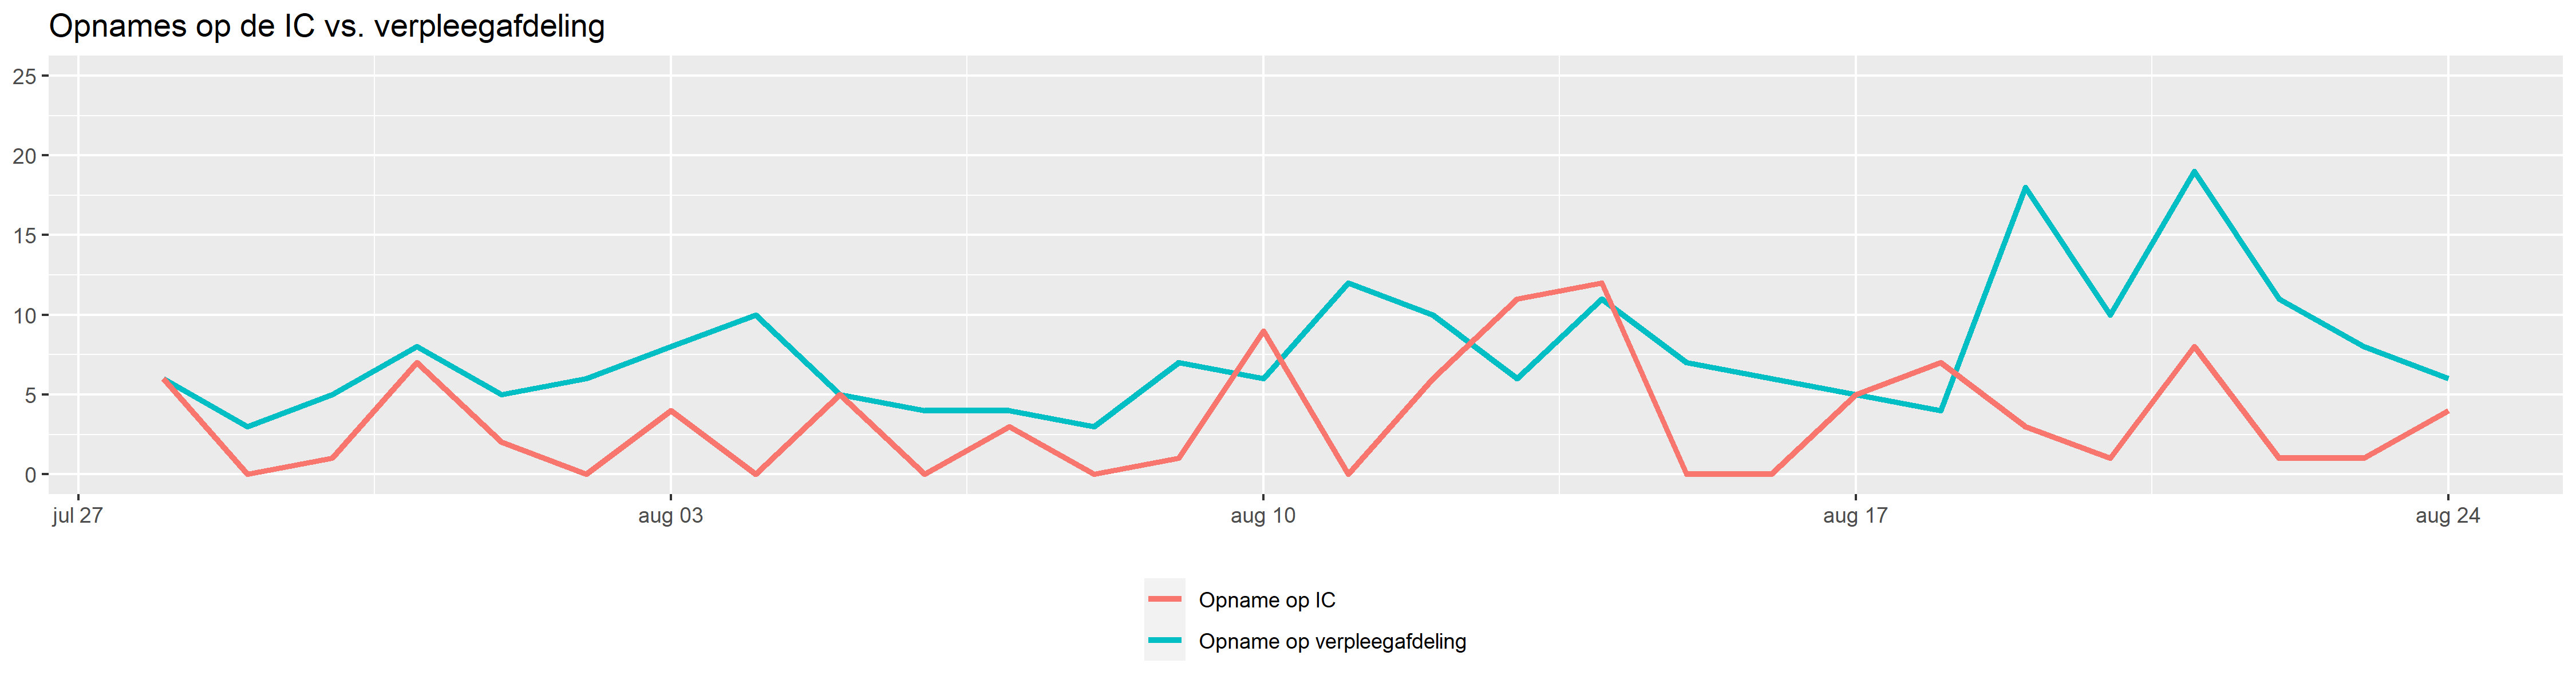 Opnames op de IC vs. verpleegafdeling
25
20
15
10
5
0
jul 27 aug 03 aug 10 aug 17 aug 24
Opname op IC
Opname op verpleegafdeling